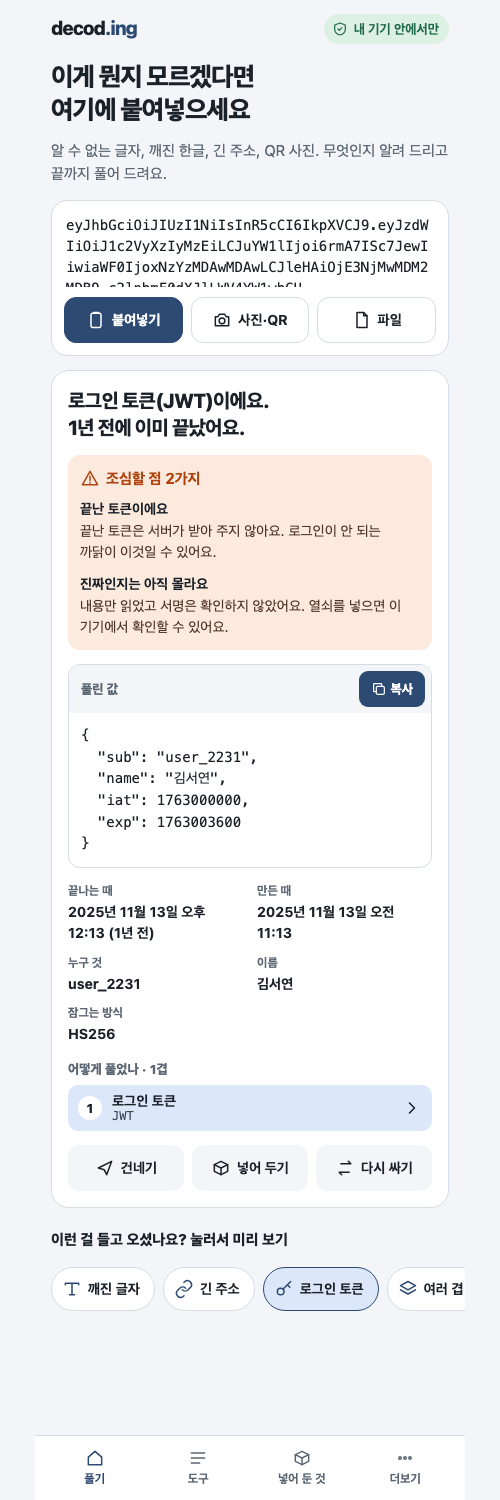 decod.ing
내 기기 안에서만
이게 뭔지 모르겠다면
여기에 붙여넣으세요
알 수 없는 글자, 깨진 한글, 긴 주소, QR 사진. 무엇인지 알려 드리고
끝까지 풀어 드려요.
eyJhbGciOiJIUzI1NiIsInR5cCI6IkpXVCJ9.eyJzdW
IiOiJ1c2VyXzIyMzEiLCJuYW1lIjoi6rmA7ISc7JewI
iwiaWF0IjoxNzYzMDAwMDAwLCJleHAiOjE3NjMwMDM2
붙여넣기
사진·QR
파일
로그인 토큰(JWT)이에요.
1년 전에 이미 끝났어요.
조심할 점 2가지
끝난 토큰이에요
끝난 토큰은 서버가 받아 주지 않아요. 로그인이 안 되는
까닭이 이것일 수 있어요.
진짜인지는 아직 몰라요
내용만 읽었고 서명은 확인하지 않았어요. 열쇠를 넣으면 이
기기에서 확인할 수 있어요.
풀린 값
복사
{
"sub": "user_2231",
"name": "김서연",
"iat": 1763000000,
"exp": 1763003600
}
끝나는 때
만든 때
2025년 11월 13일 오후
12:13 (1년 전)
2025년 11월 13일 오전
11:13
누구 것
이름
user_2231
김서연
잠그는 방식
HS256
어떻게 풀었나 · 1겹
1
로그인 토큰
JWT
건네기
넣어 두기
다시 싸기
이런 걸 들고 오셨나요? 눌러서 미리 보기
깨진 글자
긴 주소
로그인 토큰
여러 겹
풀기
도구
넣어 둔 것
더보기